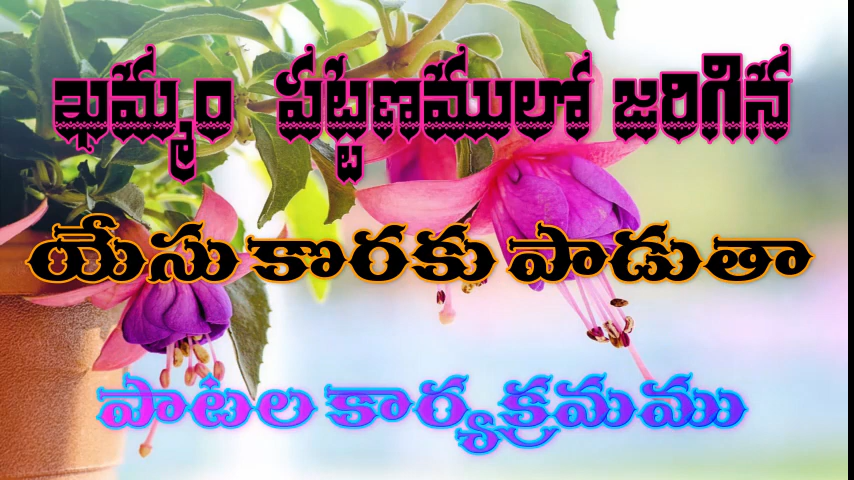 ఖమ్మం పట్టణములో జరిగిన
యేసు కొరకు పాడుతా
పాటల కార్యక్రమము